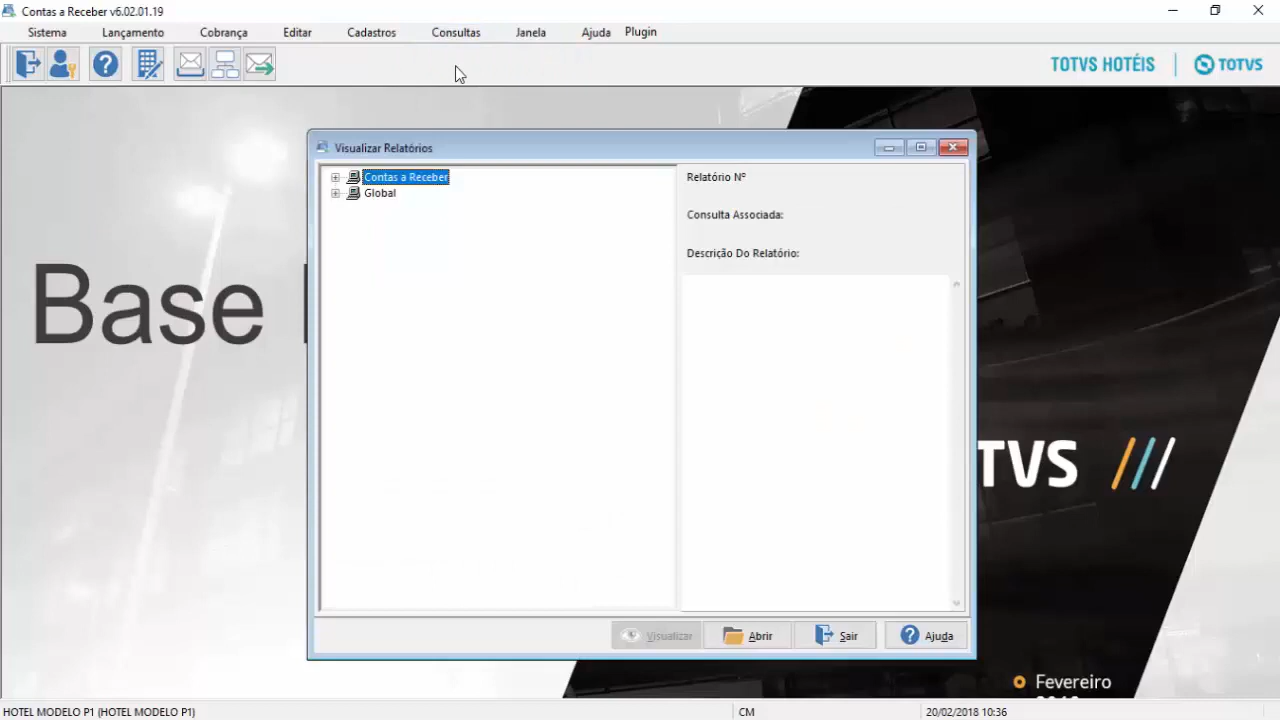 Contas a Receber v6.02.01.19
Sistema Lançamento Cobrança Editar Cadastros Consultas Janela Ajuda Plugin
TOTVS HOTÉIS TOTVS
Visualizar Relatórios
Contas a Receber
Global
Relatório Nº
Consulta Associada:
Descrição Do Relatório:
Base
TVS
Visualizar Abrir Sair Ajuda
Fevereiro
HOTEL MODELO P1 (HOTEL MODELO P1) CM 20/02/2018 10:36